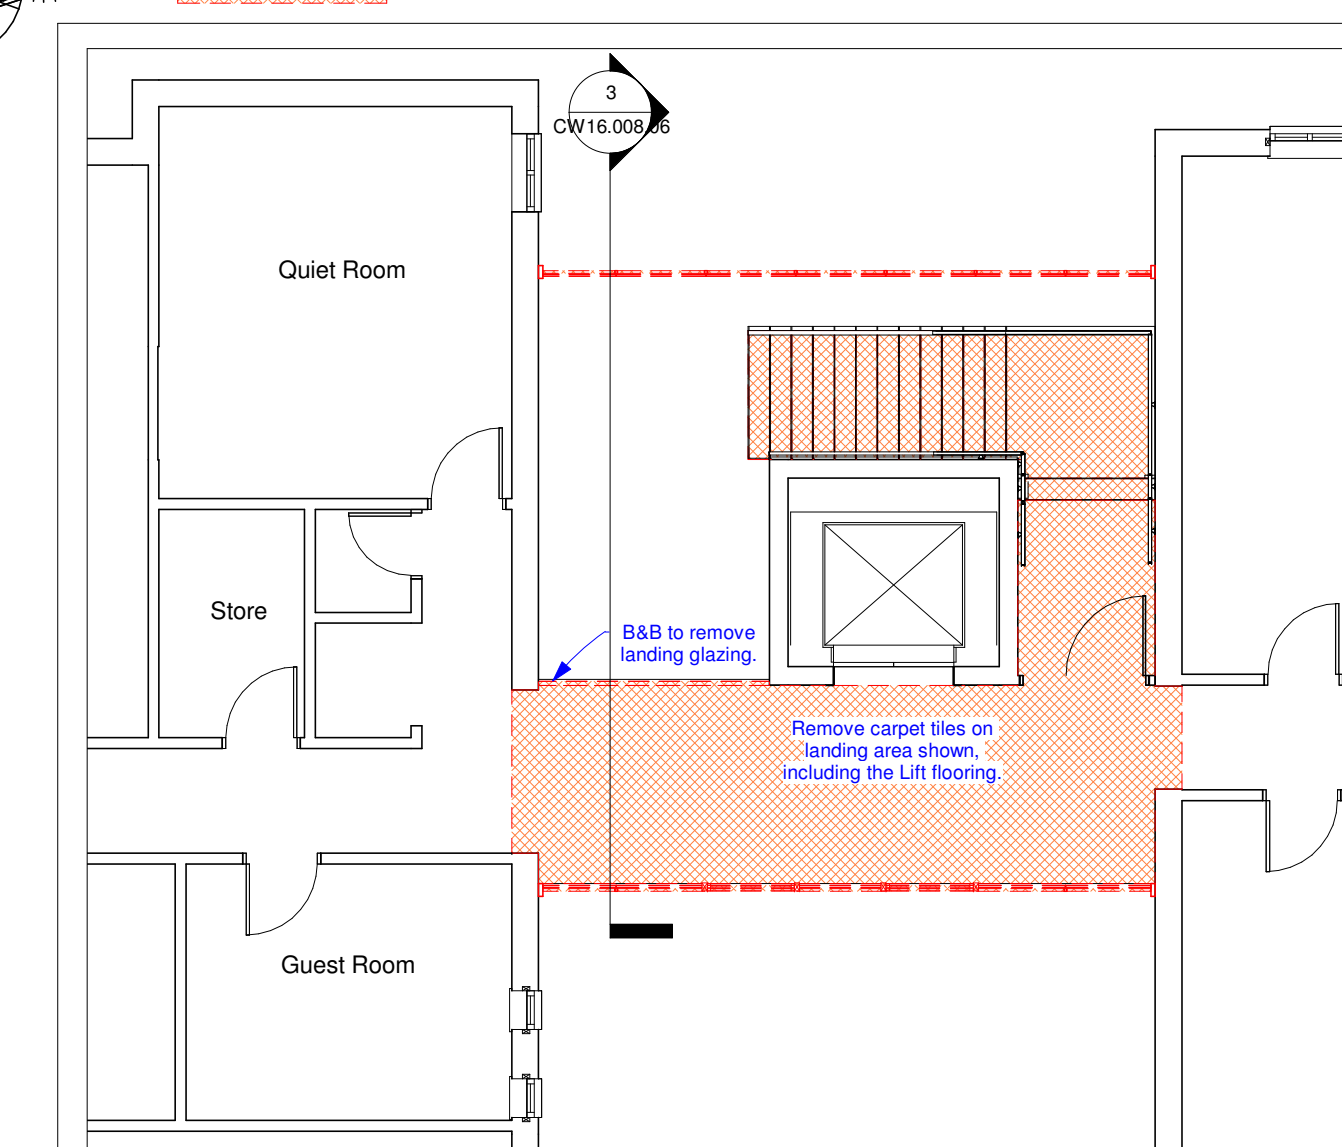 3
CW16.008.06
Quiet Room
Store
B&B to remove
landing glazing.
Remove carpet tiles on
landing area shown,
including the Lift flooring.
Guest Room